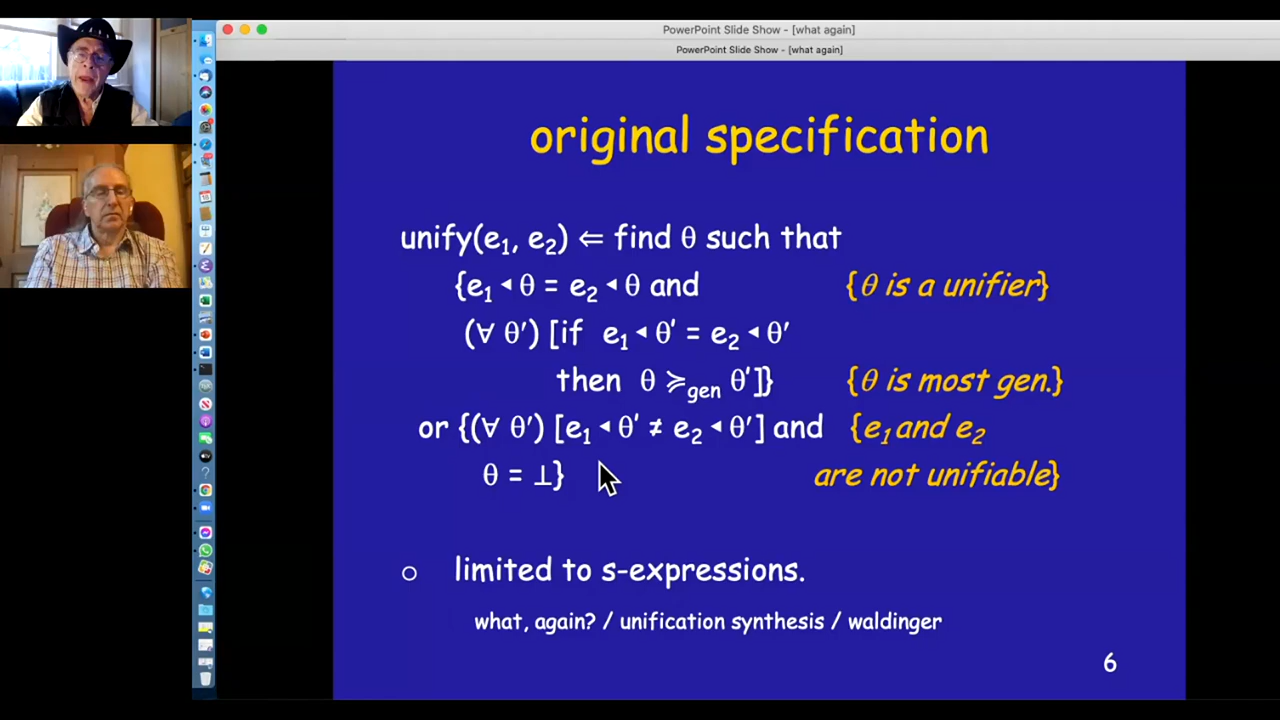 PowerPoint Slide Show - [what again]
PowerPoint Slide Show - [what again]
original specification
unify(e₁, e₂) ⇐ find θ such that
{e₁ ◂ θ = e₂ ◂ θ and {θ is a unifier}
(∀ θ′) [if e₁ ◂ θ′ = e₂ ◂ θ′
then θ ≽gen θ′]} {θ is most gen.}
or {(∀ θ′) [e₁ ◂ θ′ ≠ e₂ ◂ θ′] and {e₁ and e₂
θ = ⊥} are not unifiable}
○ limited to s-expressions.
what, again? / unification synthesis / waldinger
6